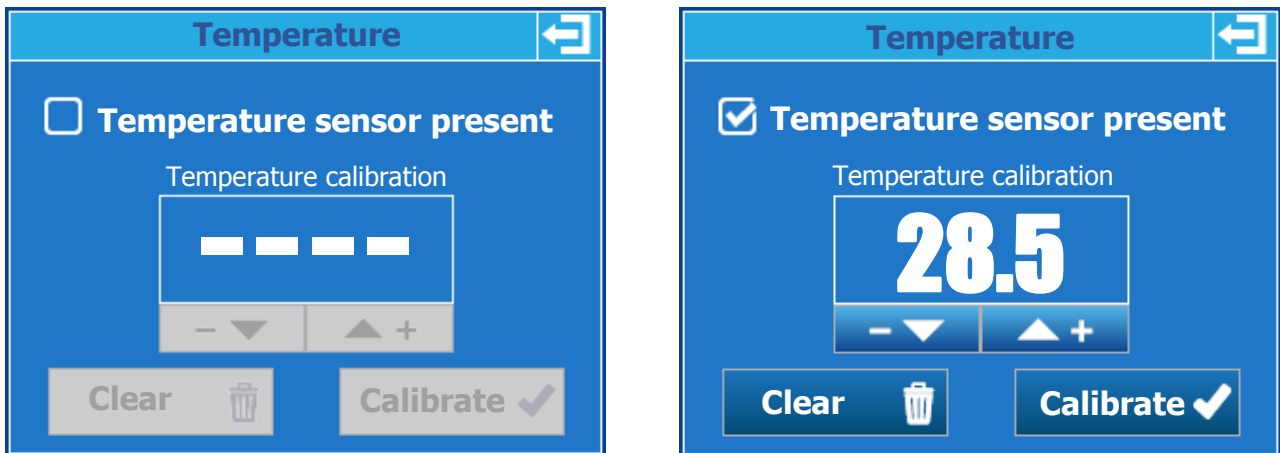 Temperature
Temperature sensor present
Temperature calibration
– – – –
– +
Clear
Calibrate
Temperature
Temperature sensor present
Temperature calibration
28.5
– +
Clear
Calibrate